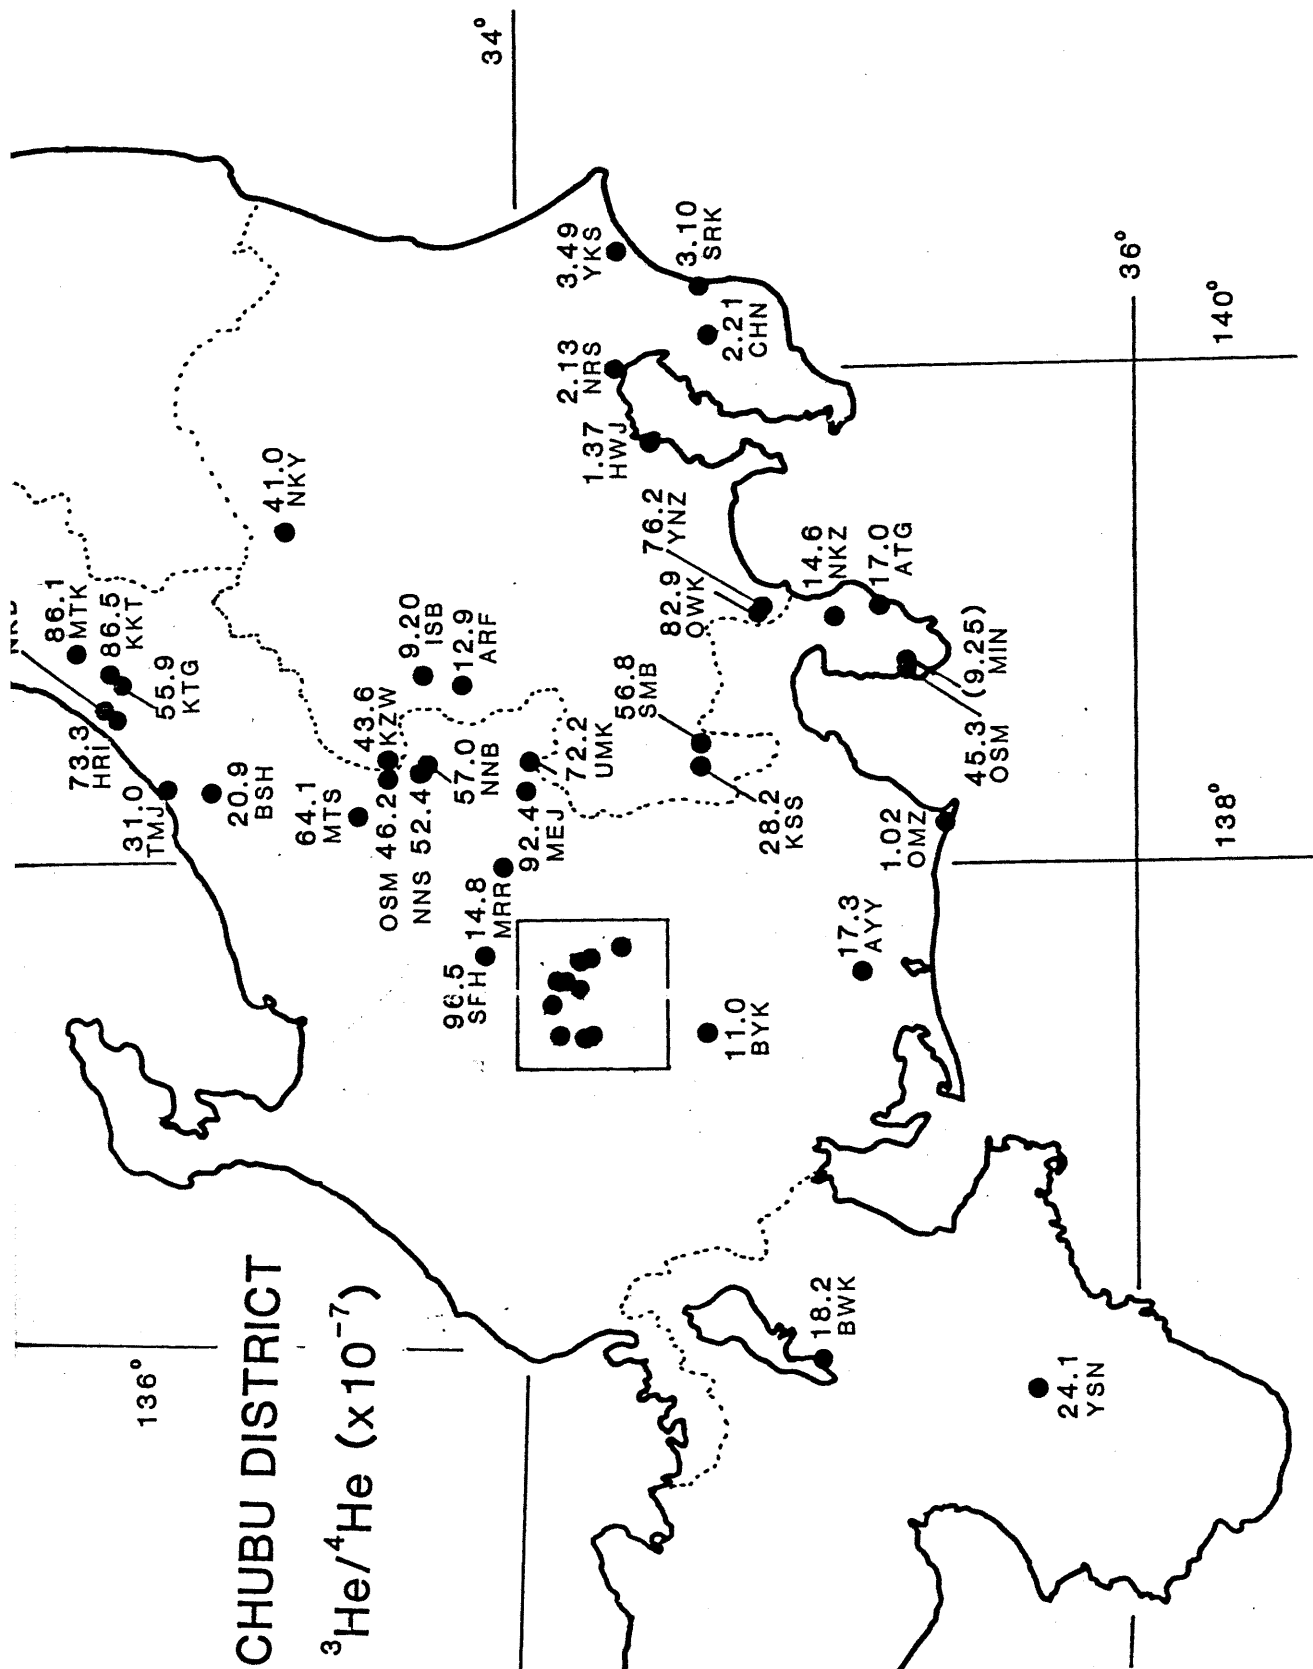 CHUBU DISTRICT
³He/⁴He (x10⁻⁷)
136°
73.3
HRI
86.1
MTK
86.5
KKT
55.9
KTG
31.0
TMJ
20.9
BSH
41.0
NKY
64.1
MTS
43.6
KZW
OSM 46.2
9.20
ISB
NNS 52.4
12.9
ARF
57.0
NNB
96.5
SFH
14.8
MRR
92.4
MEJ
72.2
UMK
34°
3.49
YKS
2.13
NRS
1.37
HWJ
3.10
SRK
2.21
CHN
76.2
YNZ
82.9
OWK
56.8
SMB
28.2
KSS
11.0
BYK
14.6
NKZ
17.0
ATG
18.2
BWK
17.3
AYY
1.02
OMZ
(9.25)
MIN
45.3
OSM
24.1
YSN
36°
138°
140°